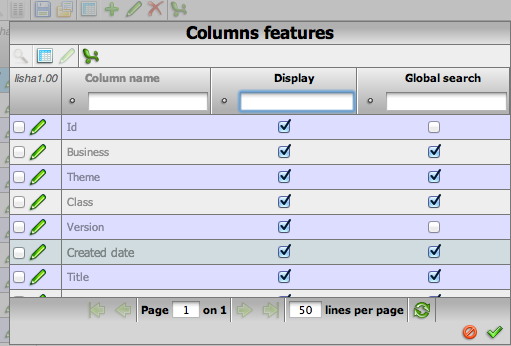 Columns features
lisha1.00 Column name Display Global search
Id
Business
Theme
Class
Version
Created date
Title
Page 1 on 1 50 lines per page